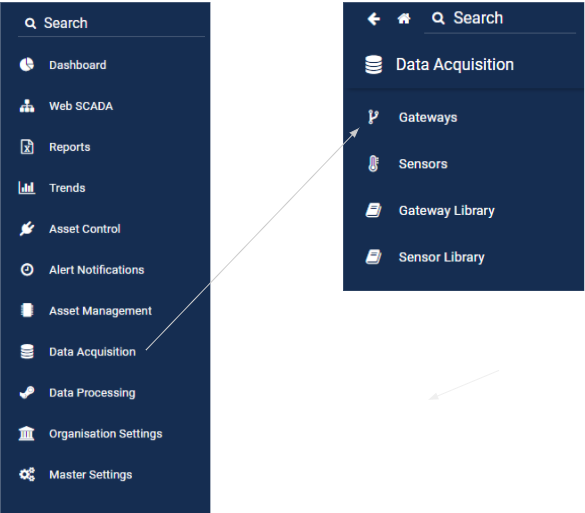 Search
Dashboard
Web SCADA
Reports
Trends
Asset Control
Alert Notifications
Asset Management
Data Acquisition
Data Processing
Organisation Settings
Master Settings
Search
Data Acquisition
Gateways
Sensors
Gateway Library
Sensor Library